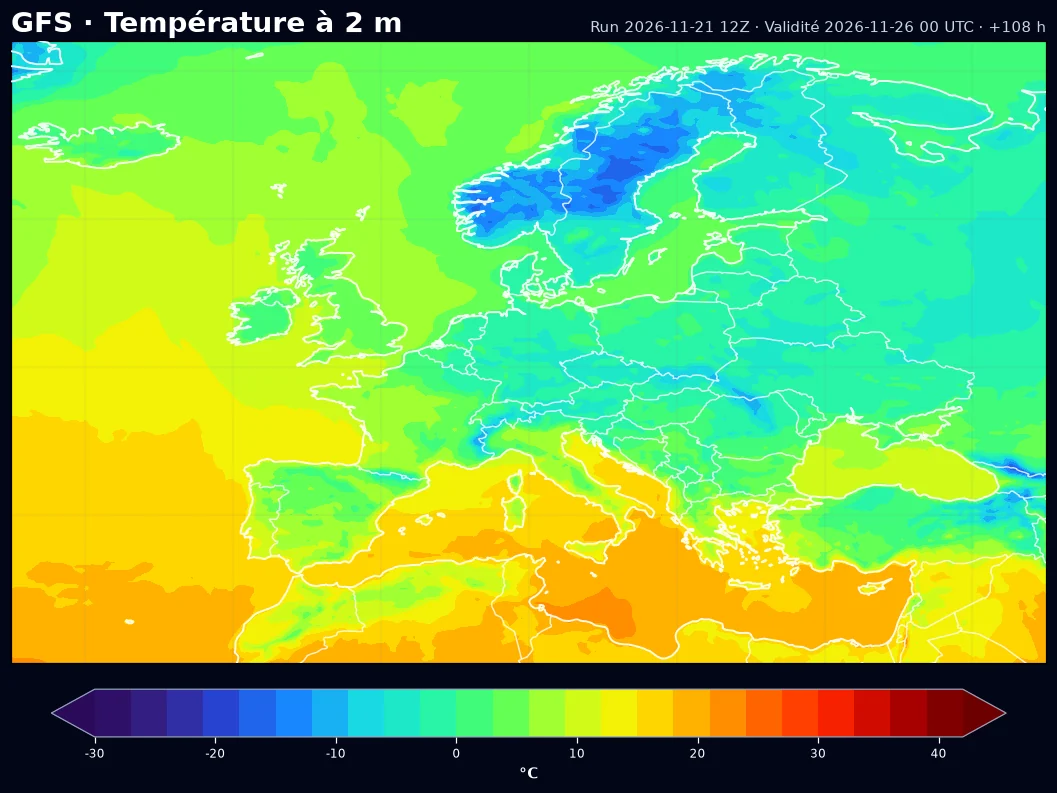 GFS · Température à 2 m
Run 2026-11-21 12Z · Validité 2026-11-26 00 UTC · +108 h
-30 -20 -10 0 10 20 30 40
°C